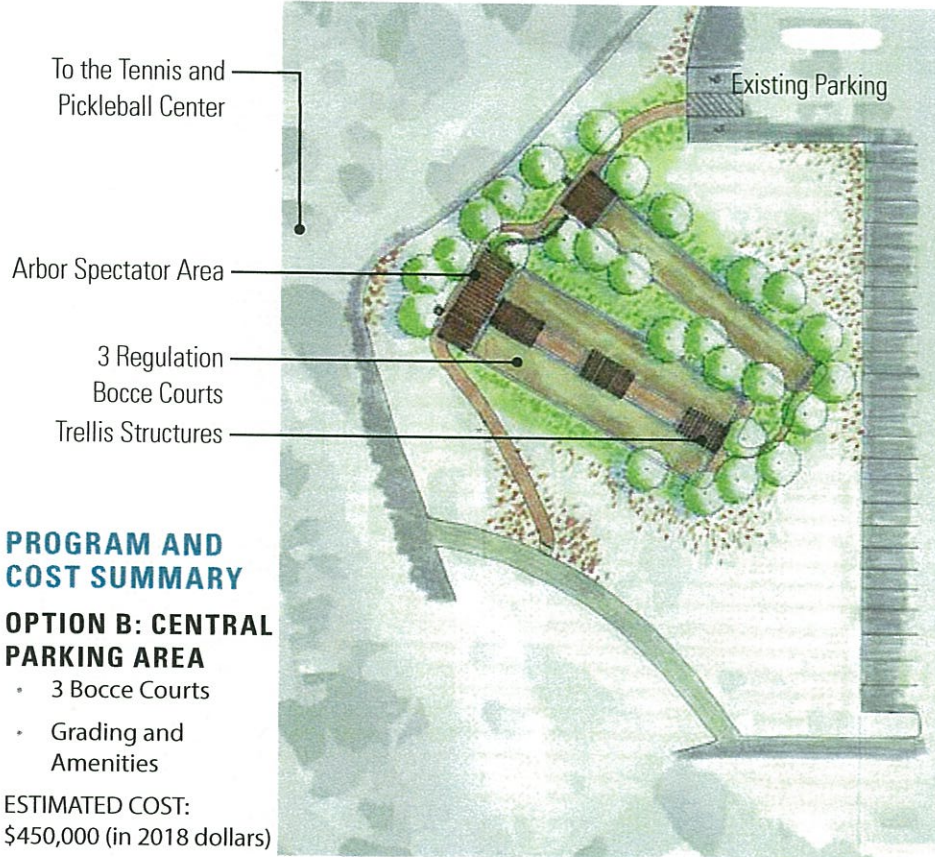 To the Tennis and
Pickleball Center
Existing Parking
Arbor Spectator Area
3 Regulation
Bocce Courts
Trellis Structures
PROGRAM AND
COST SUMMARY
OPTION B: CENTRAL
PARKING AREA
• 3 Bocce Courts
• Grading and
Amenities
ESTIMATED COST:
$450,000 (in 2018 dollars)